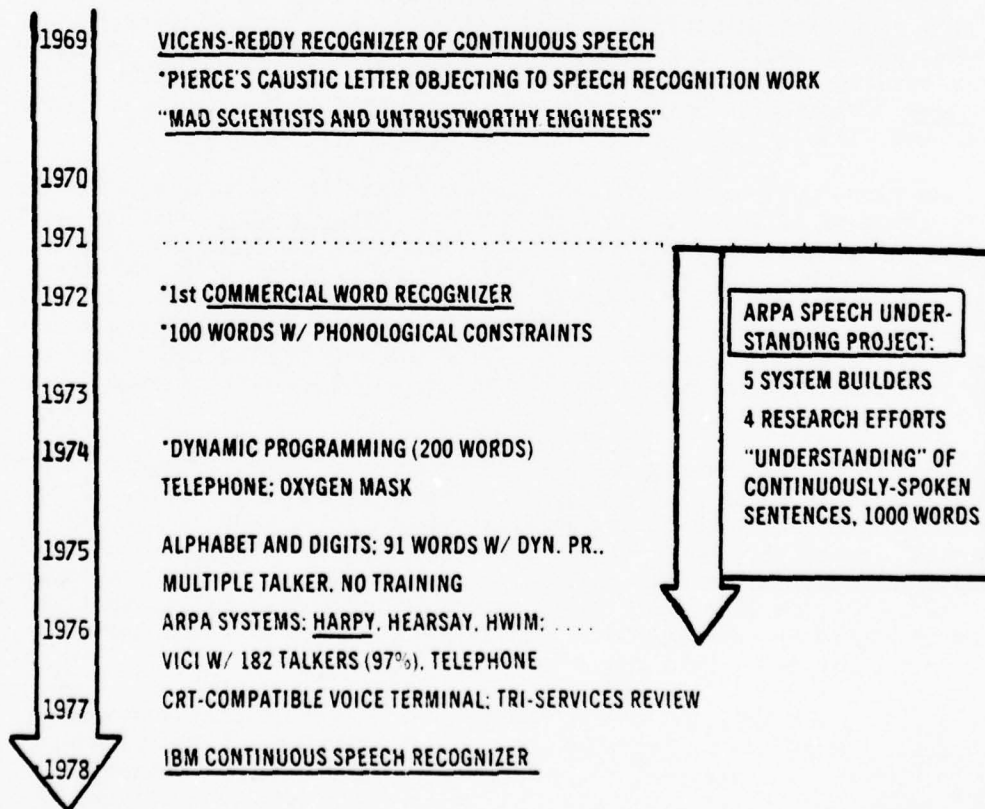 1969 VICENS-REDDY RECOGNIZER OF CONTINUOUS SPEECH
*PIERCE'S CAUSTIC LETTER OBJECTING TO SPEECH RECOGNITION WORK
"MAD SCIENTISTS AND UNTRUSTWORTHY ENGINEERS"
1970
1971
1972 *1st COMMERCIAL WORD RECOGNIZER
*100 WORDS W/ PHONOLOGICAL CONSTRAINTS
1973
1974 *DYNAMIC PROGRAMMING (200 WORDS)
TELEPHONE; OXYGEN MASK
1975 ALPHABET AND DIGITS; 91 WORDS W/ DYN. PR..
MULTIPLE TALKER, NO TRAINING
1976 ARPA SYSTEMS: HARPY, HEARSAY, HWIM; ....
VICI W/ 182 TALKERS (97%), TELEPHONE
1977 CRT-COMPATIBLE VOICE TERMINAL; TRI-SERVICES REVIEW
1978 IBM CONTINUOUS SPEECH RECOGNIZER
ARPA SPEECH UNDER-
STANDING PROJECT:
5 SYSTEM BUILDERS
4 RESEARCH EFFORTS
"UNDERSTANDING" OF
CONTINUOUSLY-SPOKEN
SENTENCES, 1000 WORDS